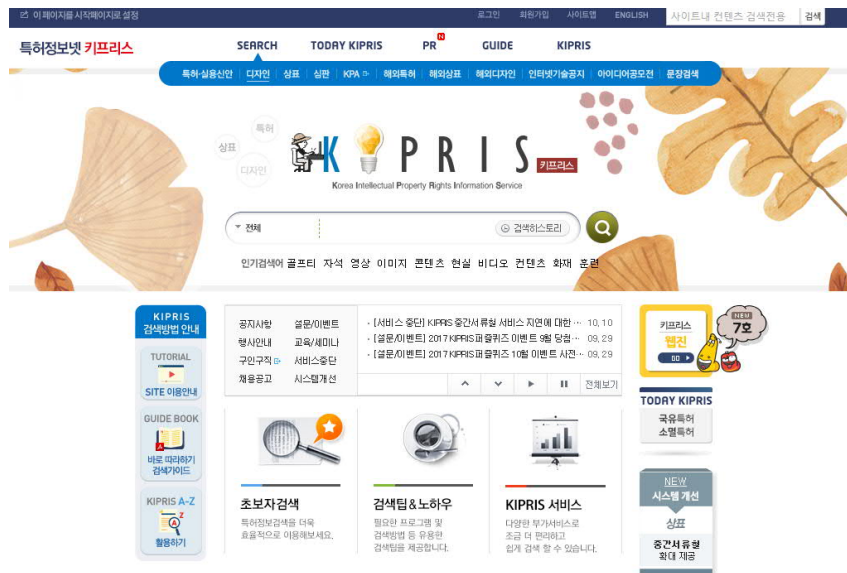 이 페이지를 시작페이지로 설정
로그인 회원가입 사이트맵 ENGLISH 사이트내 컨텐츠 검색전용 검색
특허정보넷 키프리스 SEARCH TODAY KIPRIS PR N GUIDE KIPRIS
특허·실용신안 디자인 상표 심판 KPA 해외특허 해외상표 해외디자인 인터넷기술공지 아이디어공모전 문장검색
특허
상표
디자인
KIPRIS 키프리스
Korea Intellectual Property Rights Information Service
전체 검색히스토리
인기검색어 골프티 자석 영상 이미지 콘텐츠 현실 비디오 컨텐츠 화재 훈련
KIPRIS
검색방법 안내
TUTORIAL
SITE 이용안내
GUIDE BOOK
바로 따라하기
검색가이드
KIPRIS A-Z
활용하기
공지사항 설문/이벤트
행사안내 교육/세미나
구인구직 서비스중단
채용공고 시스템개선
· [서비스 중단] KIPRIS 중간서류철 서비스 지연에 대한 ··· 10, 10
· [설문/이벤트] 2017 KIPRIS 퍼즐퀴즈 이벤트 9월 당첨··· 09, 29
· [설문/이벤트] 2017 KIPRIS 퍼즐퀴즈 10월 이벤트 시전··· 09, 29
전체보기
키프리스
웹진
GO
NEW
7호
TODAY KIPRIS
국유특허
소멸특허
NEW
시스템 개선
상표
중간서류철
확대 제공
초보자검색
특허정보검색을 더욱
효율적으로 이용해보세요.
검색팁&노하우
필요한 프로그램 및
검색방법 등 유용한
검색팁을 제공합니다.
KIPRIS 서비스
다양한 부가서비스로
조금 더 편리하고
쉽게 검색 할 수 있습니다.